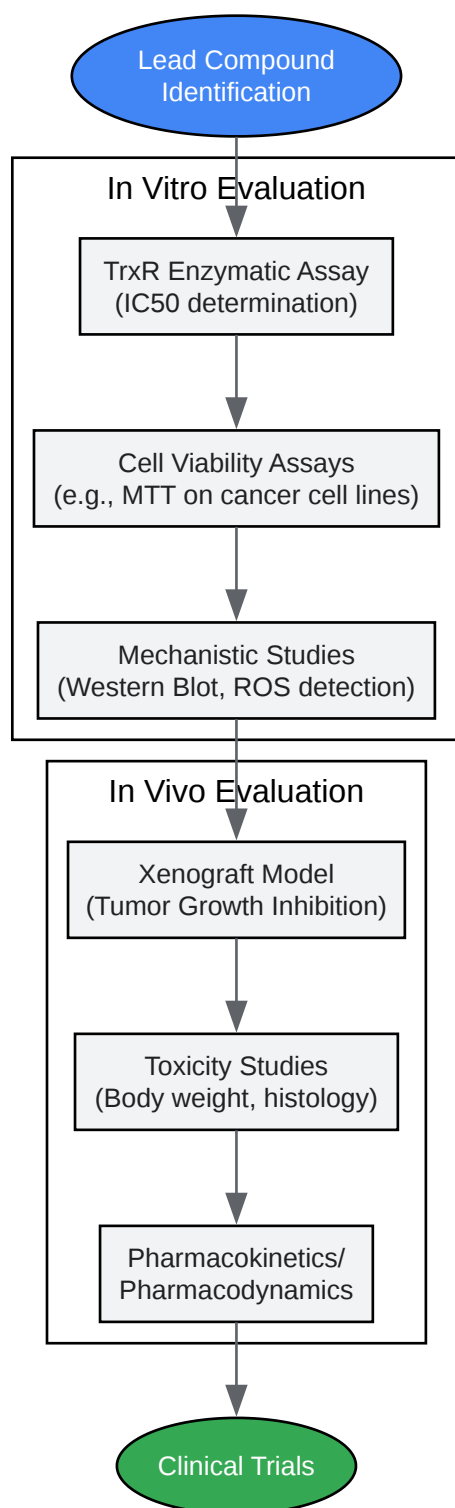 Lead Compound
Identification
In Vitro Evaluation
TrxR Enzymatic Assay
(IC50 determination)
Cell Viability Assays
(e.g., MTT on cancer cell lines)
Mechanistic Studies
(Western Blot, ROS detection)
In Vivo Evaluation
Xenograft Model
(Tumor Growth Inhibition)
Toxicity Studies
(Body weight, histology)
Pharmacokinetics/
Pharmacodynamics
Clinical Trials